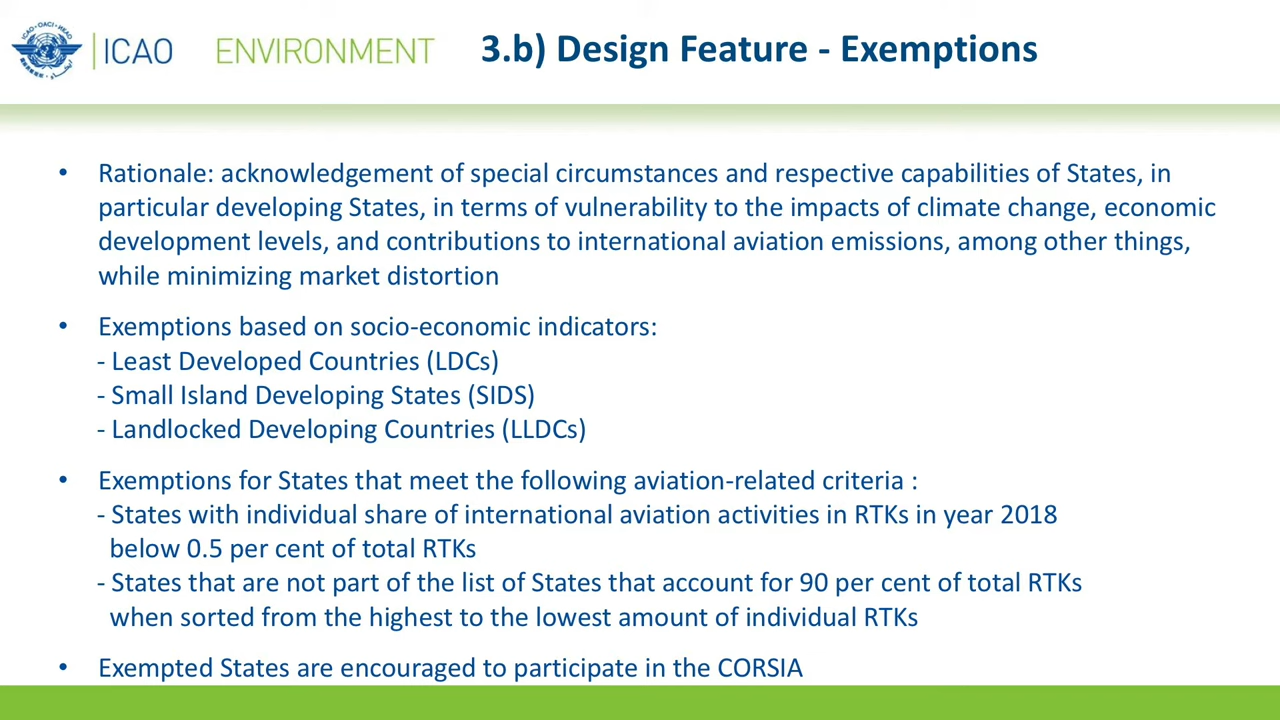 ICAO
ENVIRONMENT
3.b) Design Feature - Exemptions
• Rationale: acknowledgement of special circumstances and respective capabilities of States, in
particular developing States, in terms of vulnerability to the impacts of climate change, economic
development levels, and contributions to international aviation emissions, among other things,
while minimizing market distortion
• Exemptions based on socio-economic indicators:
- Least Developed Countries (LDCs)
- Small Island Developing States (SIDS)
- Landlocked Developing Countries (LLDCs)
• Exemptions for States that meet the following aviation-related criteria :
- States with individual share of international aviation activities in RTKs in year 2018
below 0.5 per cent of total RTKs
- States that are not part of the list of States that account for 90 per cent of total RTKs
when sorted from the highest to the lowest amount of individual RTKs
• Exempted States are encouraged to participate in the CORSIA